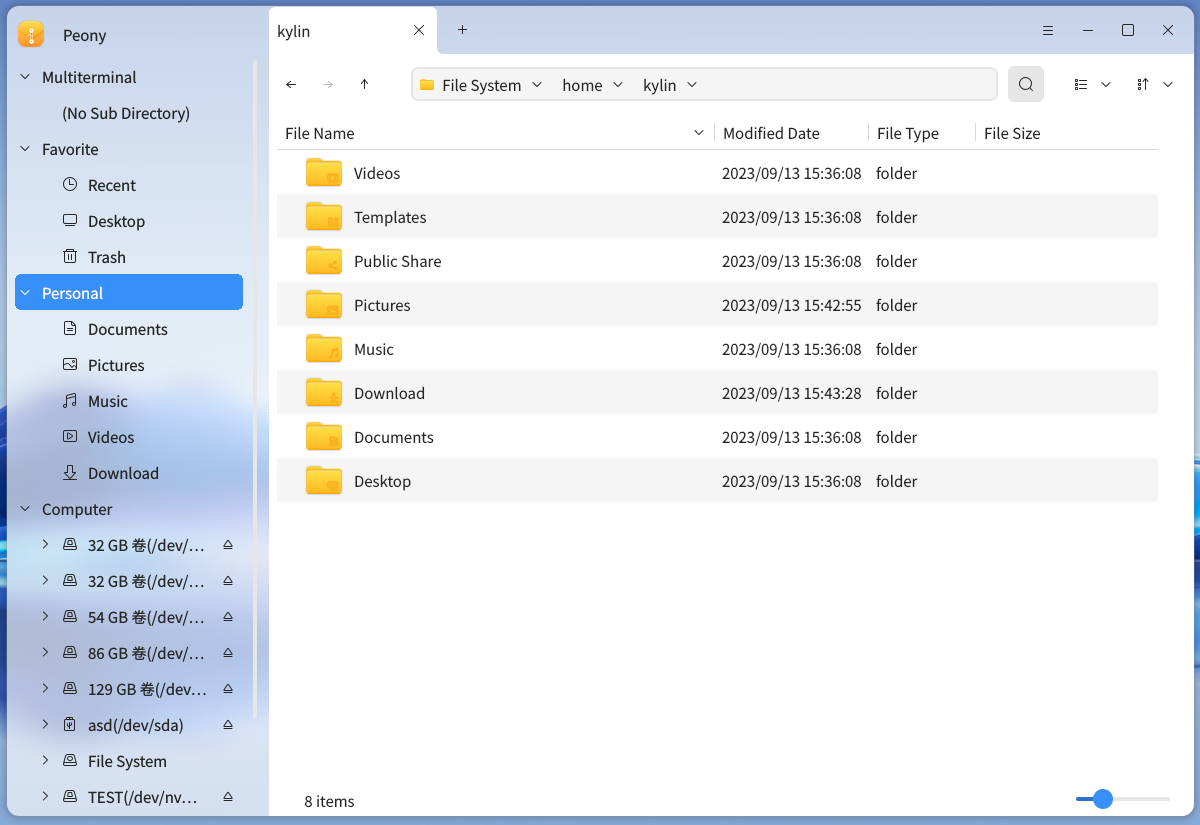 Peony
Multiterminal
(No Sub Directory)
Favorite
Recent
Desktop
Trash
Personal
Documents
Pictures
Music
Videos
Download
Computer
32 GB 卷(/dev/…
32 GB 卷(/dev/…
54 GB 卷(/dev/…
86 GB 卷(/dev/…
129 GB 卷(/dev…
asd(/dev/sda)
File System
TEST(/dev/nv…
kylin
File System home kylin
File Name Modified Date File Type File Size
Videos 2023/09/13 15:36:08 folder
Templates 2023/09/13 15:36:08 folder
Public Share 2023/09/13 15:36:08 folder
Pictures 2023/09/13 15:42:55 folder
Music 2023/09/13 15:36:08 folder
Download 2023/09/13 15:43:28 folder
Documents 2023/09/13 15:36:08 folder
Desktop 2023/09/13 15:36:08 folder
8 items